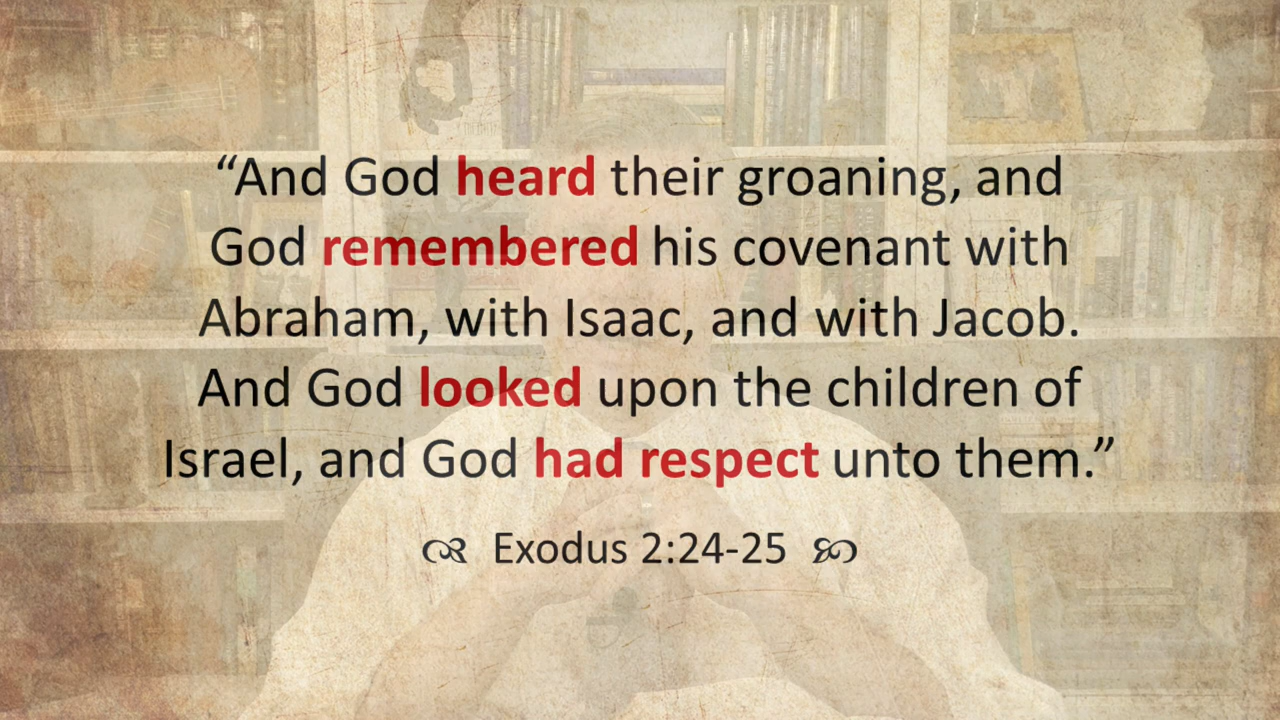 “And God heard their groaning, and
God remembered his covenant with
Abraham, with Isaac, and with Jacob.
And God looked upon the children of
Israel, and God had respect unto them.”
Exodus 2:24-25